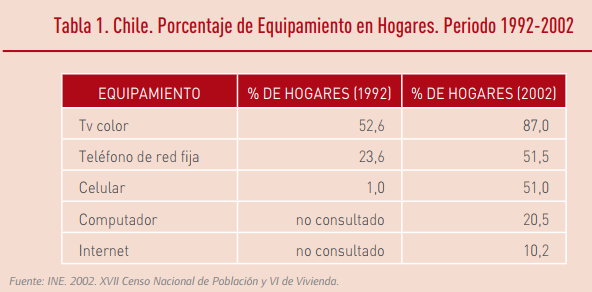 Tabla 1. Chile. Porcentaje de Equipamiento en Hogares. Periodo 1992-2002
EQUIPAMIENTO % DE HOGARES (1992) % DE HOGARES (2002)
Tv color 52,6 87,0
Teléfono de red fija 23,6 51,5
Celular 1,0 51,0
Computador no consultado 20,5
Internet no consultado 10,2
Fuente: INE. 2002. XVII Censo Nacional de Población y VI de Vivienda.